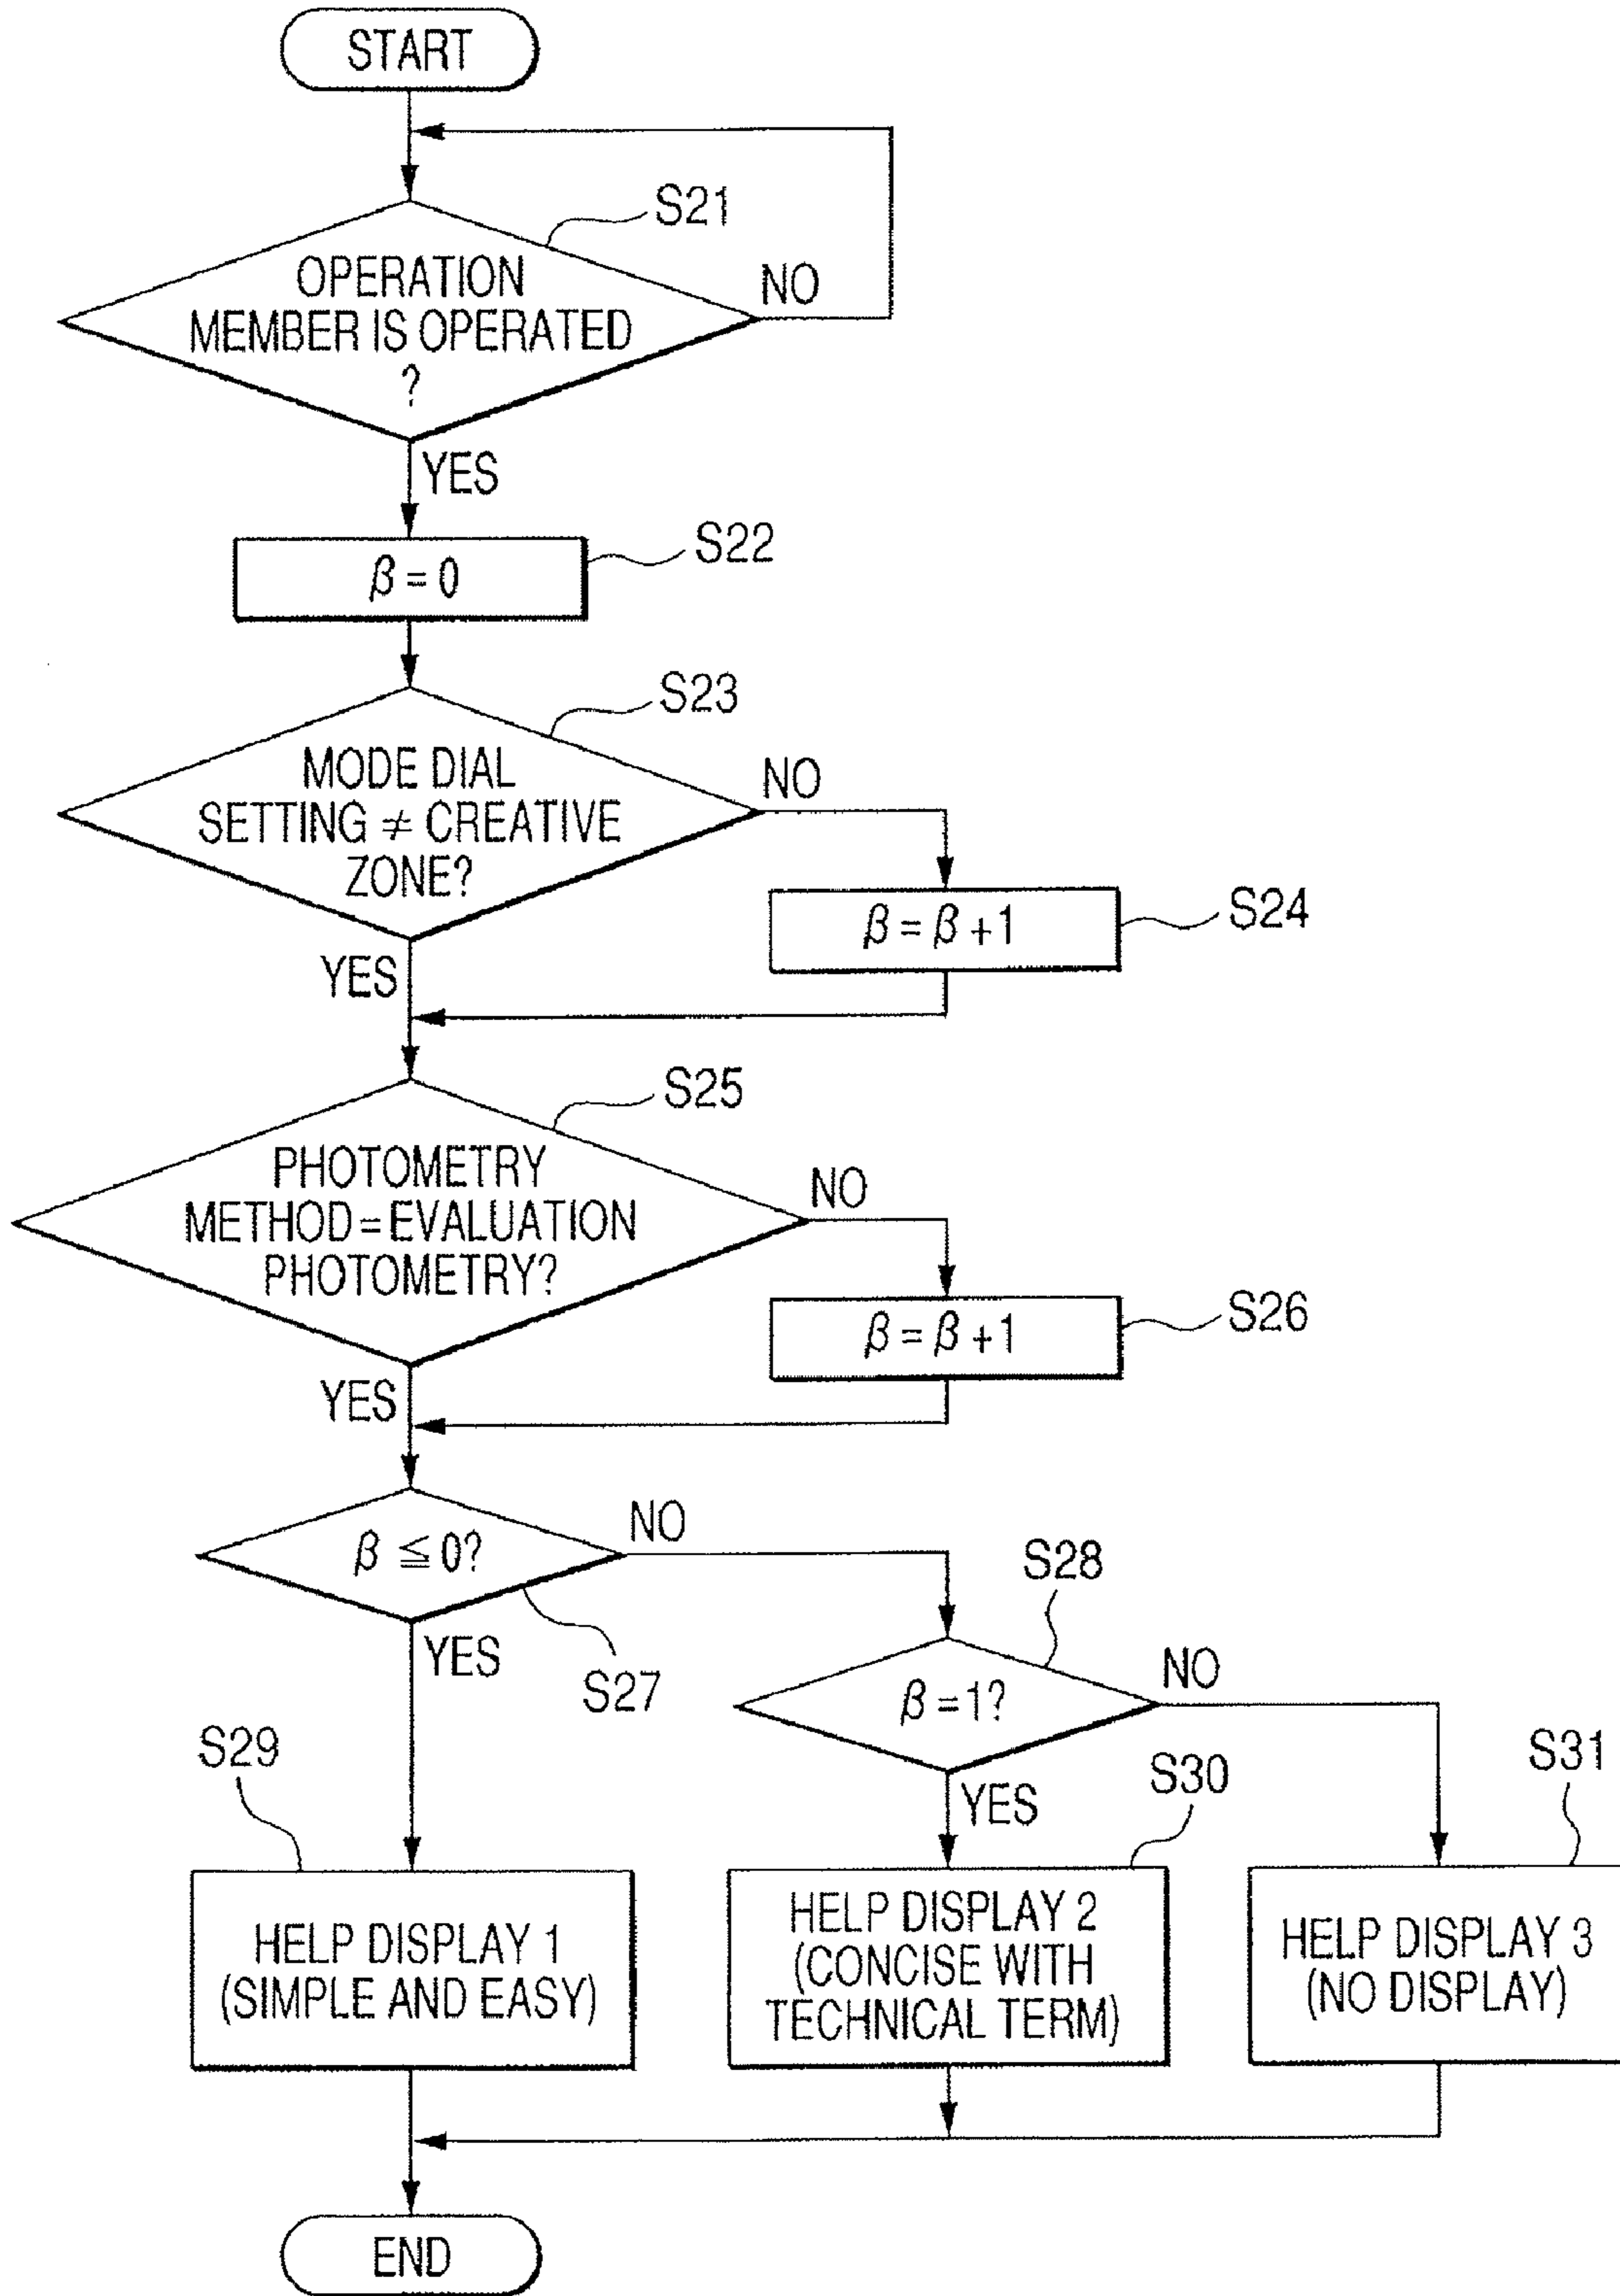 START
S21
OPERATION
MEMBER IS OPERATED
?
NO
YES
S22
β = 0
S23
MODE DIAL
SETTING ≠ CREATIVE
ZONE?
NO
S24
β = β +1
YES
S25
PHOTOMETRY
METHOD = EVALUATION
PHOTOMETRY?
NO
S26
β = β +1
YES
β ≦ 0?
NO
S27
YES
S28
β =1?
NO
YES
S29
HELP DISPLAY 1
(SIMPLE AND EASY)
S30
HELP DISPLAY 2
(CONCISE WITH
TECHNICAL TERM)
S31
HELP DISPLAY 3
(NO DISPLAY)
END